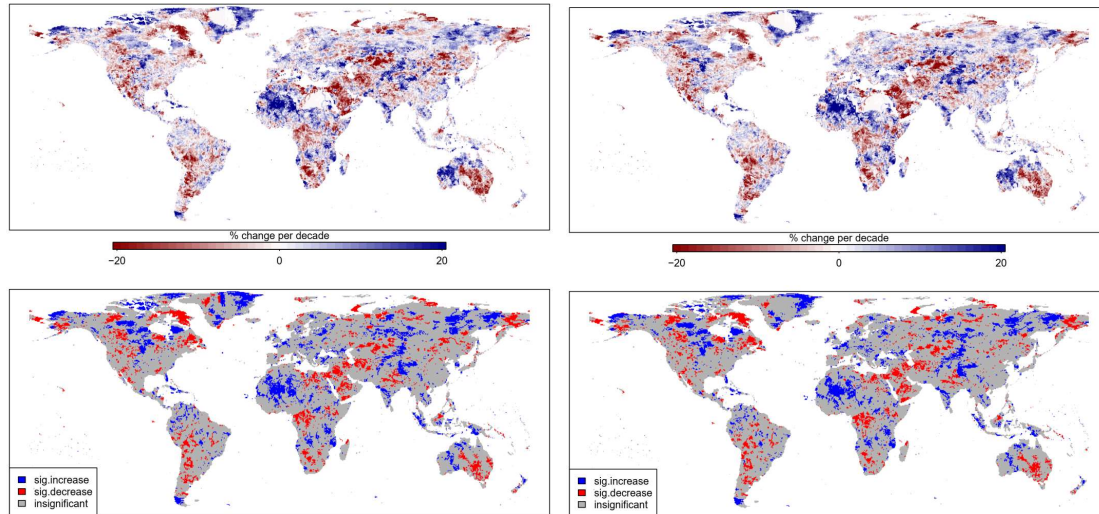 % change per decade
−20 0 20
% change per decade
−20 0 20
sig.increase
sig.decrease
insignificant
sig.increase
sig.decrease
insignificant